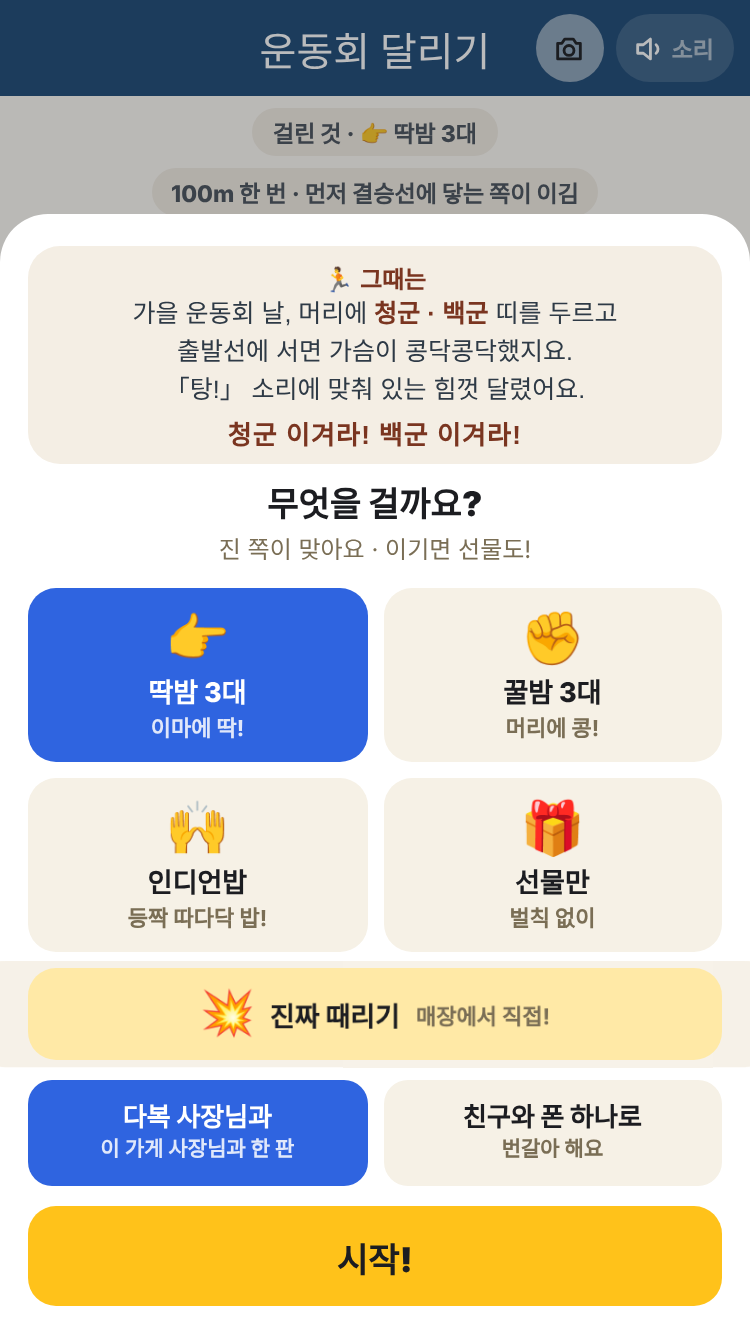 운동회 달리기
소리
걸린 것 · 👉 딱밤 3대
100m 한 번 · 먼저 결승선에 닿는 쪽이 이김
🏃 그때는
가을 운동회 날, 머리에 청군 · 백군 띠를 두르고
출발선에 서면 가슴이 콩닥콩닥했지요.
「탕!」 소리에 맞춰 있는 힘껏 달렸어요.
청군 이겨라! 백군 이겨라!
무엇을 걸까요?
진 쪽이 맞아요 · 이기면 선물도!
딱밤 3대
이마에 딱!
꿀밤 3대
머리에 콩!
인디언밥
등짝 따다닥 밥!
선물만
벌칙 없이
진짜 때리기 매장에서 직접!
다복 사장님과
이 가게 사장님과 한 판
친구와 폰 하나로
번갈아 해요
시작!